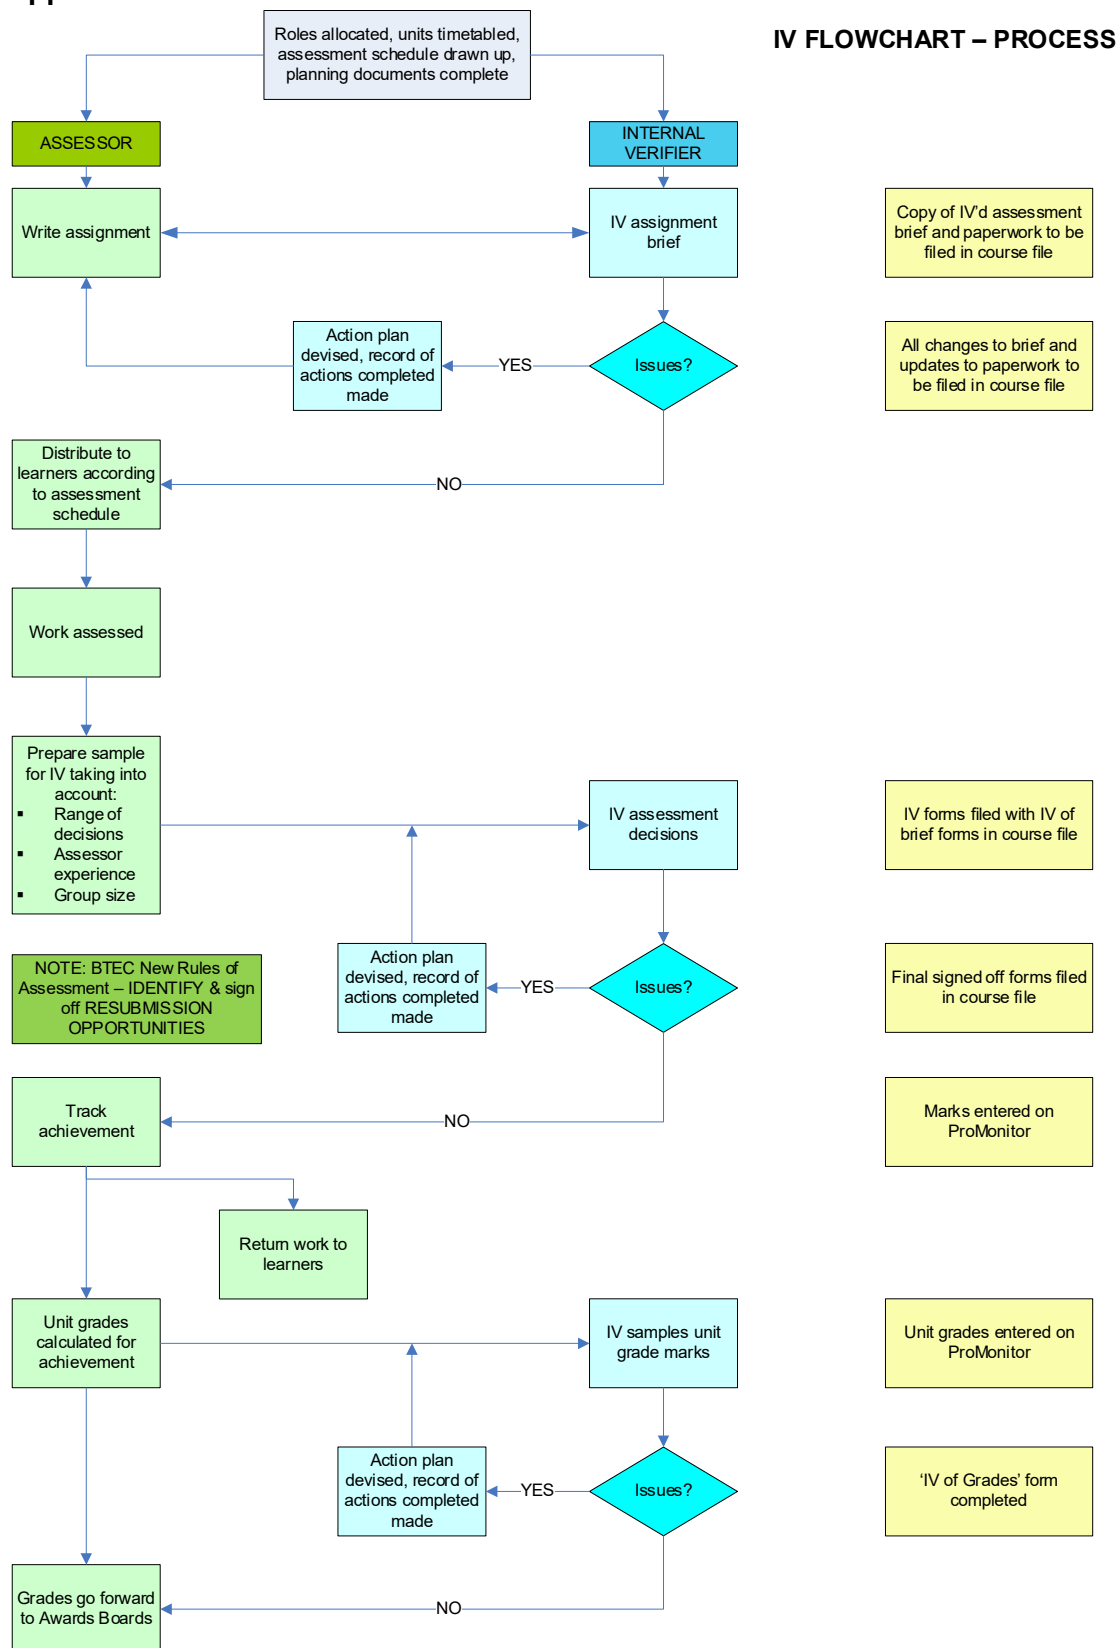 IV FLOWCHART – PROCESS
Roles allocated, units timetabled,
assessment schedule drawn up,
planning documents complete
ASSESSOR
INTERNAL
VERIFIER
Write assignment
IV assignment
brief
Copy of IV’d assessment
brief and paperwork to be
filed in course file
Action plan
devised, record of
actions completed
made
YES
Issues?
All changes to brief and
updates to paperwork to
be filed in course file
Distribute to
learners according
to assessment
schedule
NO
Work assessed
Prepare sample
for IV taking into
account:
▪ Range of
decisions
▪ Assessor
experience
▪ Group size
IV assessment
decisions
IV forms filed with IV of
brief forms in course file
NOTE: BTEC New Rules of
Assessment – IDENTIFY & sign
off RESUBMISSION
OPPORTUNITIES
Action plan
devised, record of
actions completed
made
YES
Issues?
Final signed off forms filed
in course file
Track
achievement
NO
Marks entered on
ProMonitor
Return work to
learners
Unit grades
calculated for
achievement
IV samples unit
grade marks
Unit grades entered on
ProMonitor
Action plan
devised, record of
actions completed
made
YES
Issues?
‘IV of Grades’ form
completed
Grades go forward
to Awards Boards
NO